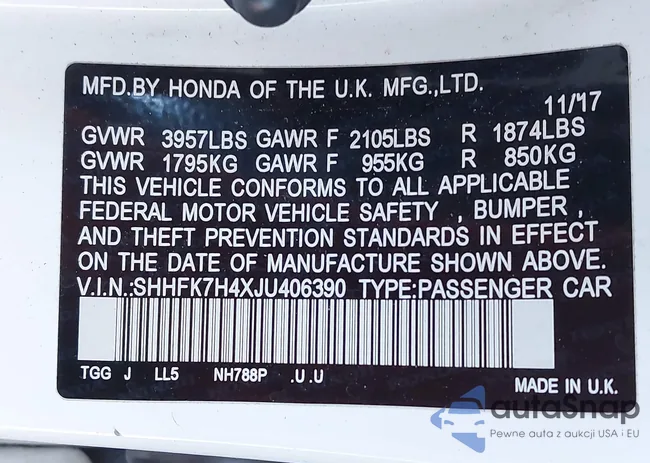 MFD.BY HONDA OF THE U.K. MFG.,LTD.
11/17
GVWR 3957LBS GAWR F 2105LBS R 1874LBS
GVWR 1795KG GAWR F 955KG R 850KG
THIS VEHICLE CONFORMS TO ALL APPLICABLE
FEDERAL MOTOR VEHICLE SAFETY , BUMPER ,
AND THEFT PREVENTION STANDARDS IN EFFECT
ON THE DATE OF MANUFACTURE SHOWN ABOVE.
V.I.N.:SHHFK7H4XJU406390 TYPE:PASSENGER CAR
TGG J LL5 NH788P .U .U
MADE IN U.K.
autoSnap
Pewne auta z aukcji USA i EU